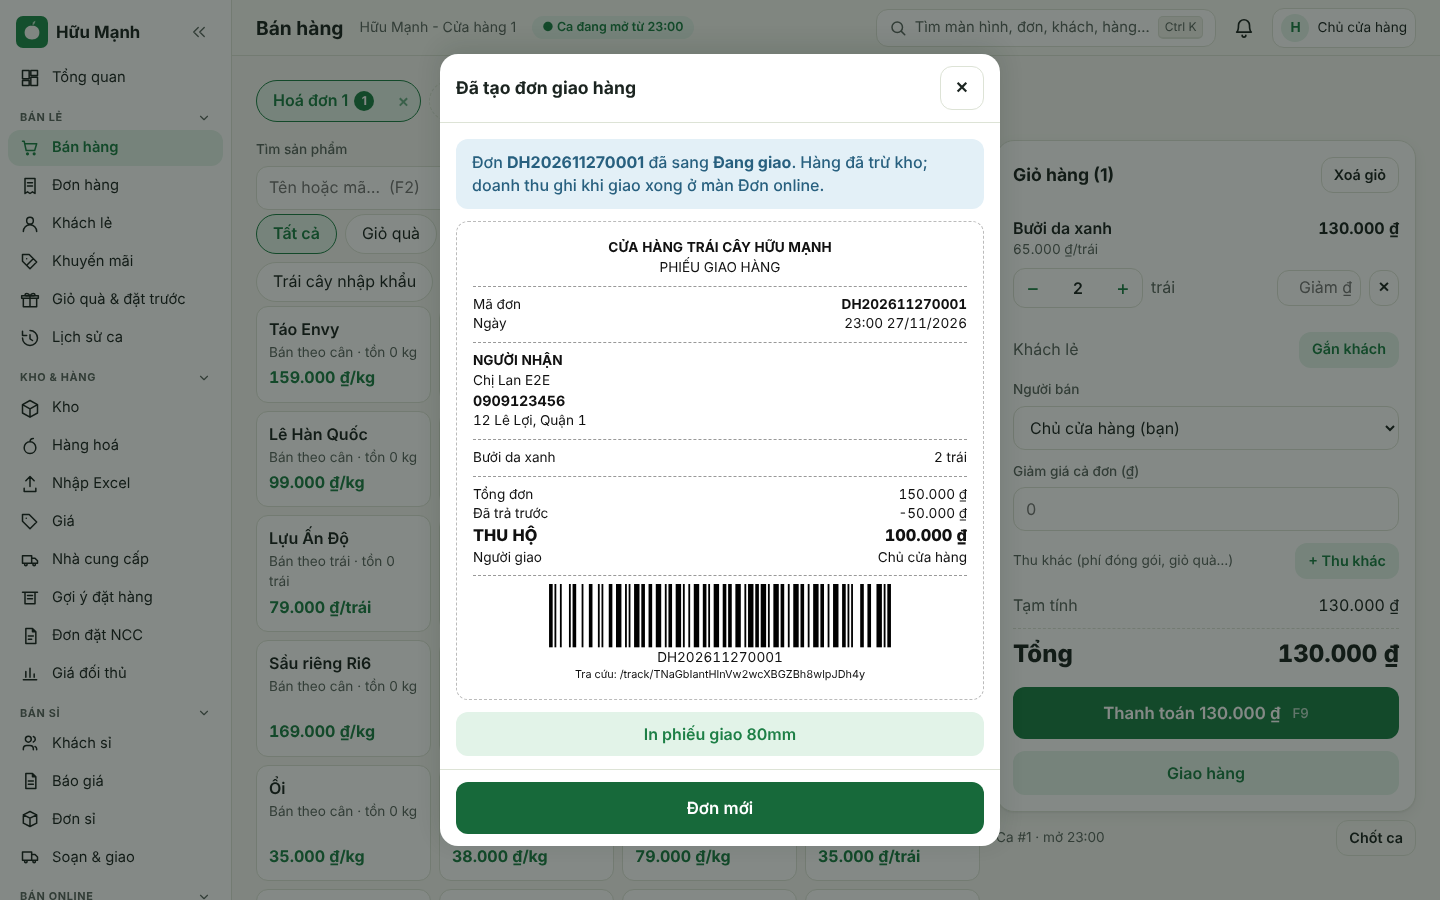 Hữu Mạnh
Tổng quan
BÁN LẺ
Bán hàng
Đơn hàng
Khách lẻ
Khuyến mãi
Giỏ quà & đặt trước
Lịch sử ca
KHO & HÀNG
Kho
Hàng hoá
Nhập Excel
Giá
Nhà cung cấp
Gợi ý đặt hàng
Đơn đặt NCC
Giá đối thủ
BÁN SỈ
Khách sỉ
Báo giá
Đơn sỉ
Soạn & giao
BÁN ONLINE
Bán hàng
Hữu Mạnh - Cửa hàng 1
Ca đang mở từ 23:00
Tìm màn hình, đơn, khách, hàng... Ctrl K
H Chủ cửa hàng
Hoá đơn 1 1 ×
Tìm sản phẩm
Tên hoặc mã... (F2)
Tất cả
Giỏ quà
Trái cây nhập khẩu
Táo Envy
Bán theo cân · tồn 0 kg
159.000 ₫/kg
Lê Hàn Quốc
Bán theo cân · tồn 0 kg
99.000 ₫/kg
Lựu Ấn Độ
Bán theo trái · tồn 0
trái
79.000 ₫/trái
Sầu riêng Ri6
169.000 ₫/kg
Ổi
Bán theo cân · tồn 0 kg
35.000 ₫/kg
38.000 ₫/kg
79.000 ₫/kg
35.000 ₫/trái
Đã tạo đơn giao hàng
×
Đơn DH202611270001 đã sang Đang giao. Hàng đã trừ kho;
doanh thu ghi khi giao xong ở màn Đơn online.
CỬA HÀNG TRÁI CÂY HỮU MẠNH
PHIẾU GIAO HÀNG
Mã đơn DH202611270001
Ngày 23:00 27/11/2026
NGƯỜI NHẬN
Chị Lan E2E
0909123456
12 Lê Lợi, Quận 1
Bưởi da xanh 2 trái
Tổng đơn 150.000 ₫
Đã trả trước -50.000 ₫
THU HỘ 100.000 ₫
Người giao Chủ cửa hàng
DH202611270001
Tra cứu: /track/TNaGblantHlnVw2wcXBGZBh8wlpJDh4y
In phiếu giao 80mm
Đơn mới
Giỏ hàng (1)
Xoá giỏ
Bưởi da xanh 130.000 ₫
65.000 ₫/trái
− 2 + trái Giảm ₫ ×
Khách lẻ
Gắn khách
Người bán
Chủ cửa hàng (bạn)
Giảm giá cả đơn (₫)
0
Thu khác (phí đóng gói, giỏ quà...)
+ Thu khác
Tạm tính 130.000 ₫
Tổng 130.000 ₫
Thanh toán 130.000 ₫ F9
Giao hàng
Ca #1 · mở 23:00
Chốt ca